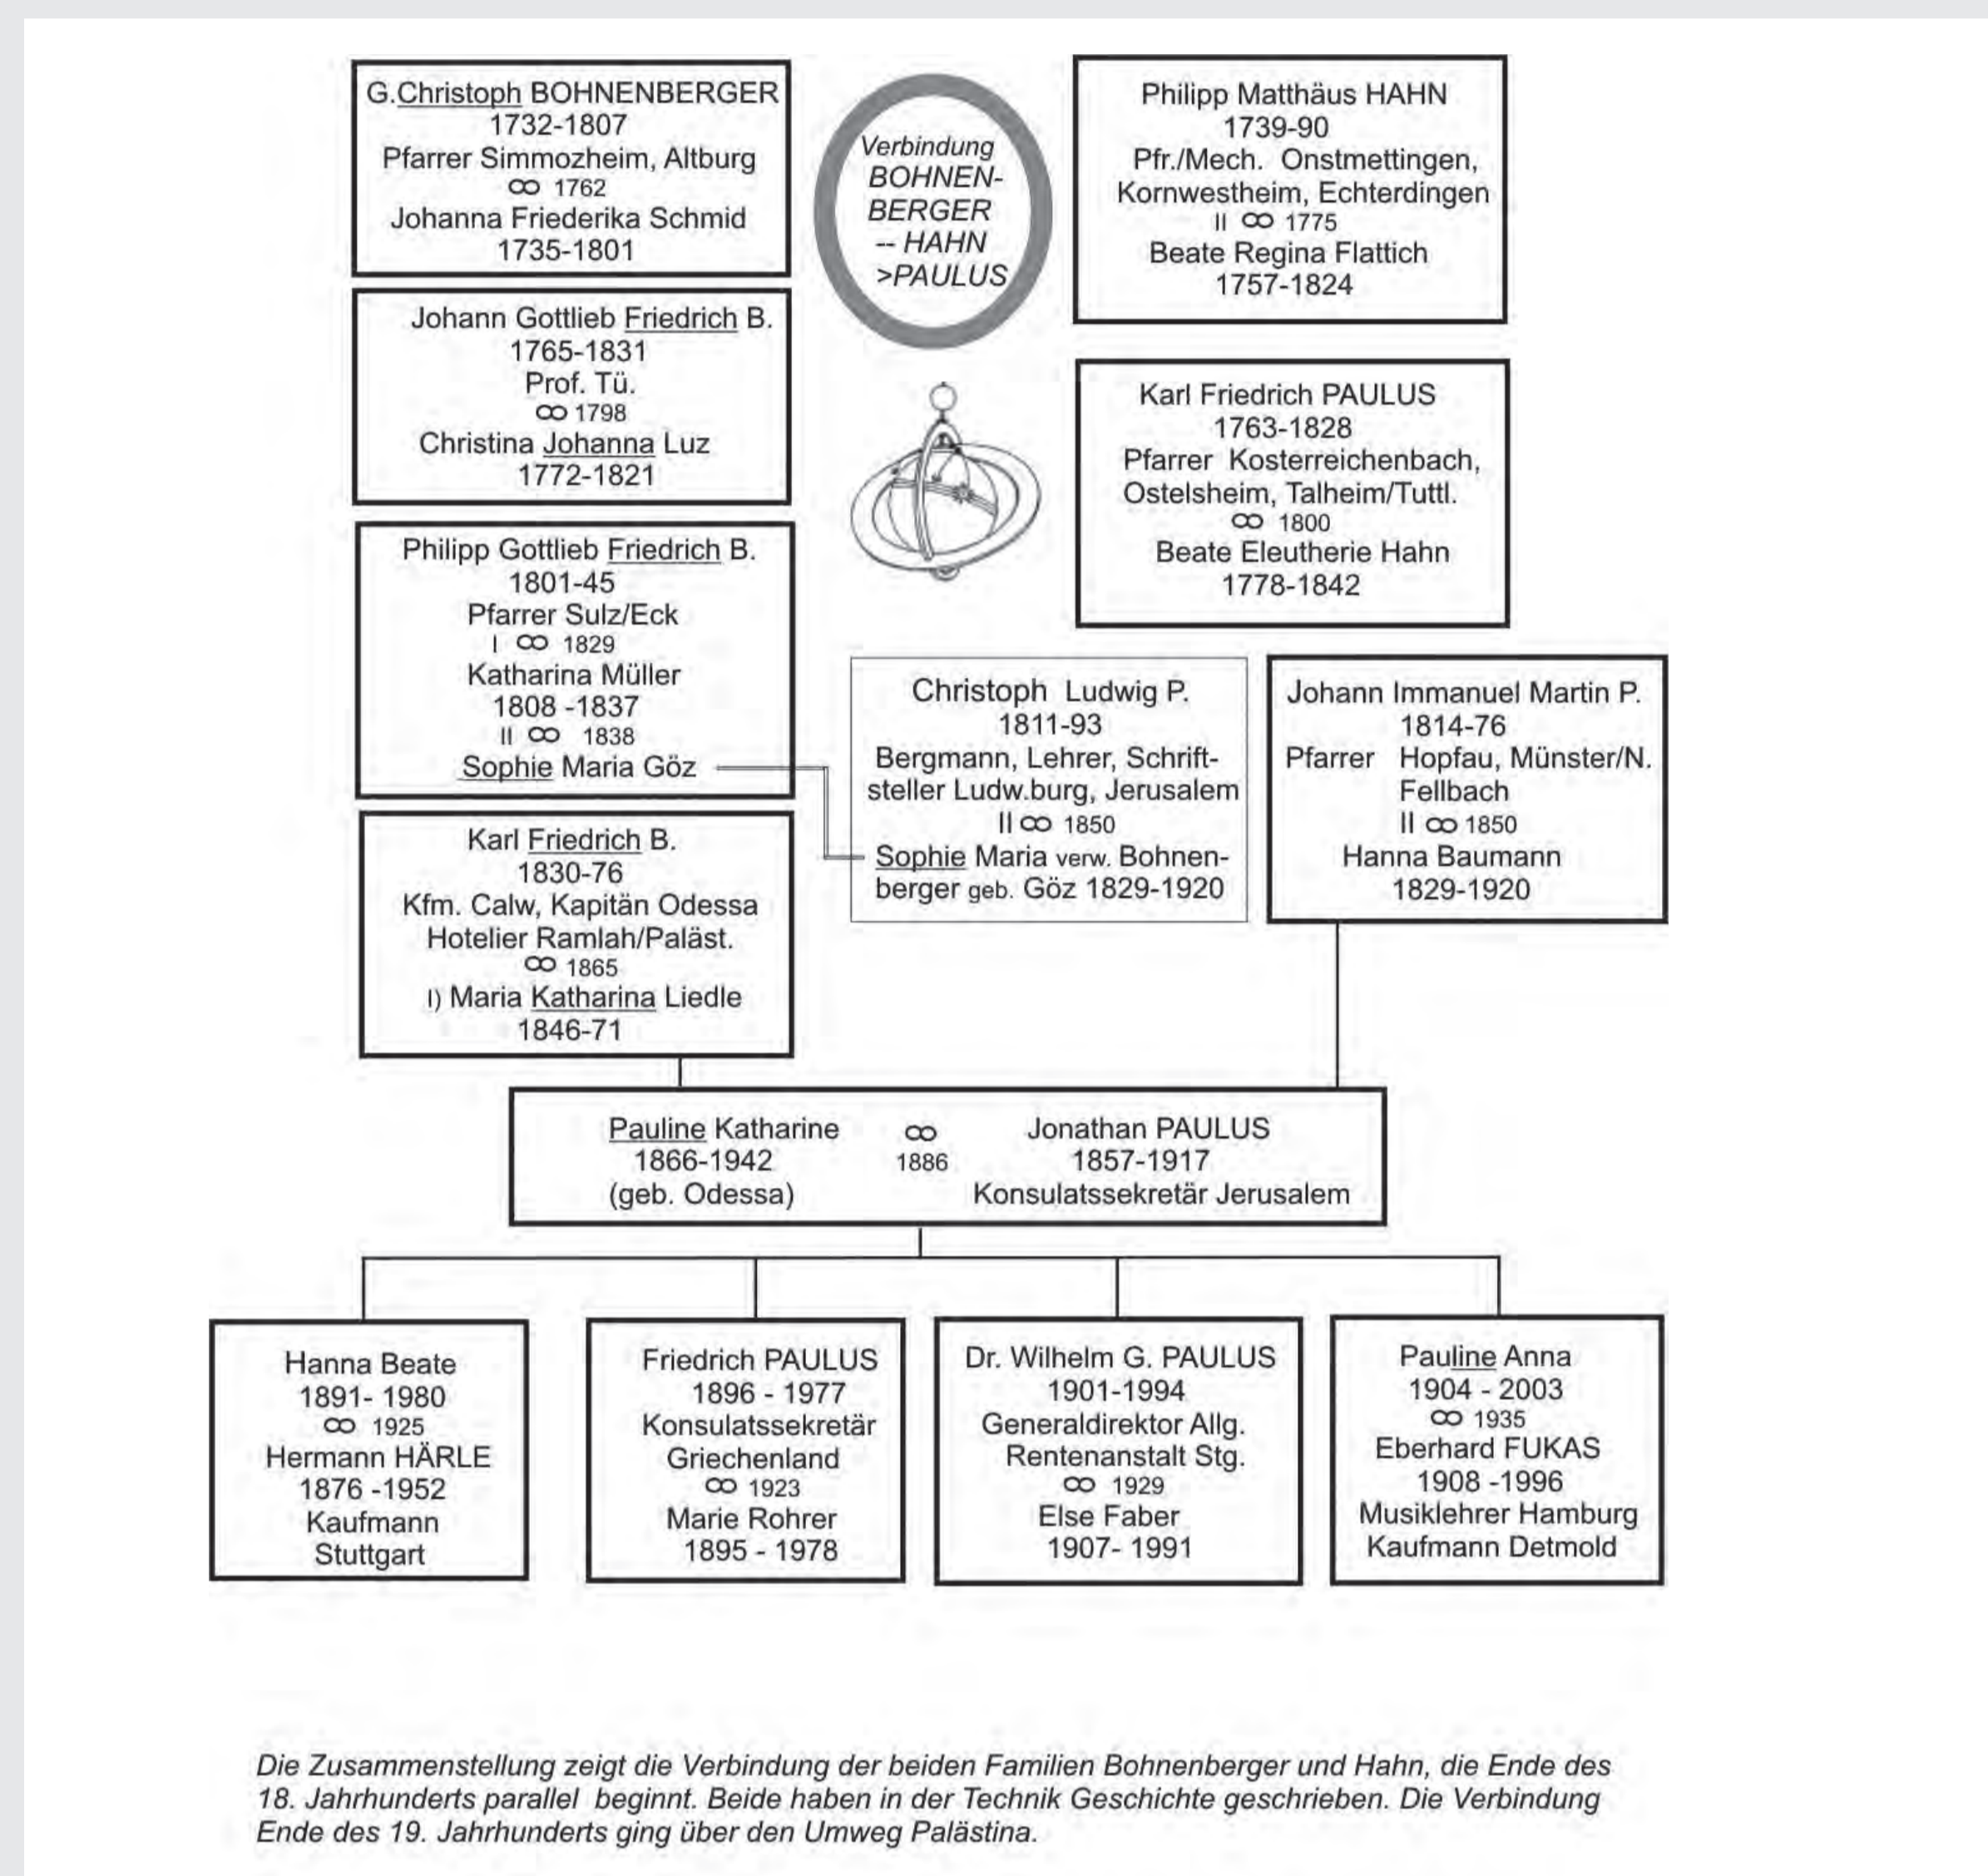 G.Christoph BOHNENBERGER
1732-1807
Pfarrer Simmozheim, Altburg
∞ 1762
Johanna Friederika Schmid
1735-1801
Verbindung
BOHNEN-
BERGER
-- HAHN
>PAULUS
Philipp Matthäus HAHN
1739-90
Pfr./Mech. Onstmettingen,
Kornwestheim, Echterdingen
II ∞ 1775
Beate Regina Flattich
1757-1824
Johann Gottlieb Friedrich B.
1765-1831
Prof. Tü.
∞ 1798
Christina Johanna Luz
1772-1821
Karl Friedrich PAULUS
1763-1828
Pfarrer Kosterreichenbach,
Ostelsheim, Talheim/Tuttl.
∞ 1800
Beate Eleutherie Hahn
1778-1842
Philipp Gottlieb Friedrich B.
1801-45
Pfarrer Sulz/Eck
I ∞ 1829
Katharina Müller
1808 -1837
II ∞ 1838
Sophie Maria Göz
Christoph Ludwig P.
1811-93
Bergmann, Lehrer, Schrift-
steller Ludw.burg, Jerusalem
II ∞ 1850
Sophie Maria verw. Bohnen-
berger geb. Göz 1829-1920
Johann Immanuel Martin P.
1814-76
Pfarrer Hopfau, Münster/N.
Fellbach
II ∞ 1850
Hanna Baumann
1829-1920
Karl Friedrich B.
1830-76
Kfm. Calw, Kapitän Odessa
Hotelier Ramlah/Paläst.
∞ 1865
I) Maria Katharina Liedle
1846-71
Pauline Katharine
1866-1942
(geb. Odessa)
∞
1886
Jonathan PAULUS
1857-1917
Konsulatssekretär Jerusalem
Hanna Beate
1891- 1980
∞ 1925
Hermann HÄRLE
1876 -1952
Kaufmann
Stuttgart
Friedrich PAULUS
1896 - 1977
Konsulatssekretär
Griechenland
∞ 1923
Marie Rohrer
1895 - 1978
Dr. Wilhelm G. PAULUS
1901-1994
Generaldirektor Allg.
Rentenanstalt Stg.
∞ 1929
Else Faber
1907- 1991
Pauline Anna
1904 - 2003
∞ 1935
Eberhard FUKAS
1908 -1996
Musiklehrer Hamburg
Kaufmann Detmold
Die Zusammenstellung zeigt die Verbindung der beiden Familien Bohnenberger und Hahn, die Ende des
18. Jahrhunderts parallel beginnt. Beide haben in der Technik Geschichte geschrieben. Die Verbindung
Ende des 19. Jahrhunderts ging über den Umweg Palästina.